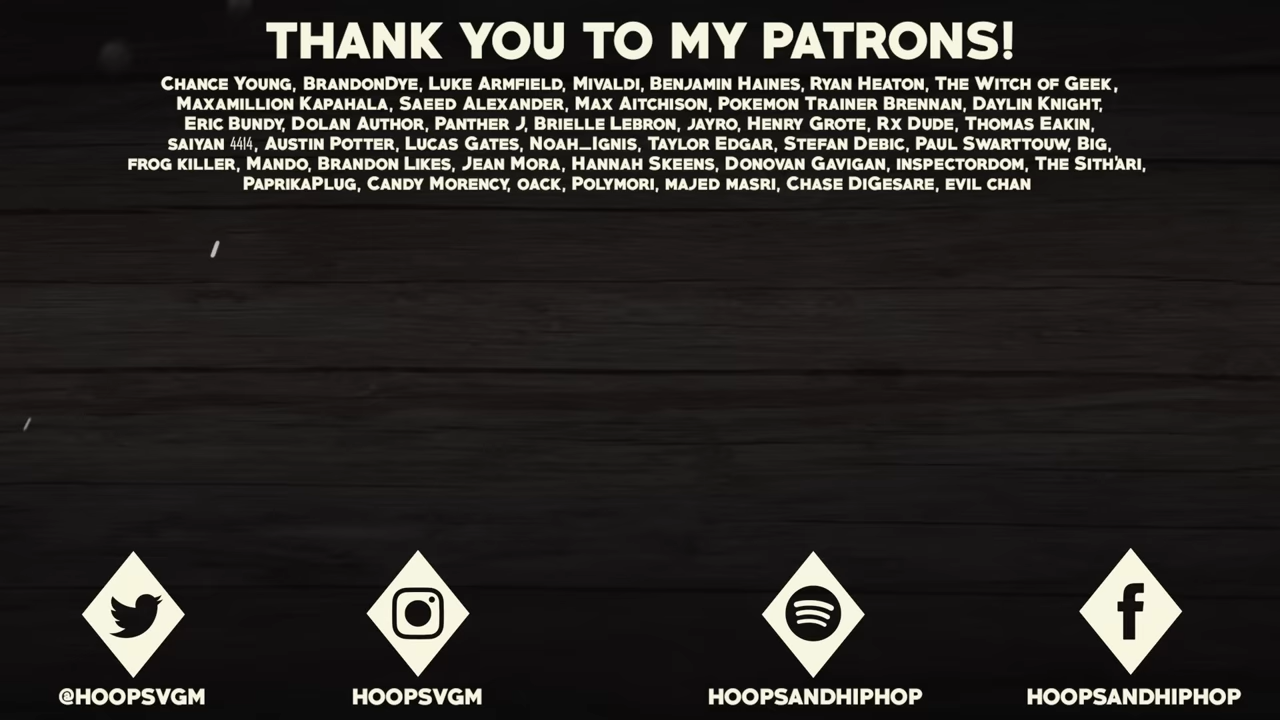 THANK YOU TO MY PATRONS!
Chance Young, BrandonDye, Luke Armfield, Mivaldi, Benjamin Haines, Ryan Heaton, The Witch of Geek,
Maxamillion Kapahala, Saeed Alexander, Max Aitchison, Pokemon Trainer Brennan, Daylin Knight,
Eric Bundy, Dolan Author, Panther J, Brielle Lebron, jayro, Henry Grote, Rx Dude, Thomas Eakin,
saiyan 4414, Austin Potter, Lucas Gates, Noah_Ignis, Taylor Edgar, Stefan Debic, Paul Swarttouw, Big,
frog killer, Mando, Brandon Likes, Jean Mora, Hannah Skeens, Donovan Gavigan, inspectordom, The Sith'ari,
PaprikaPlug, Candy Morency, oack, Polymori, majed masri, Chase DiGesare, evil chan
@HOOPSVGM
HOOPSVGM
HOOPSANDHIPHOP
HOOPSANDHIPHOP